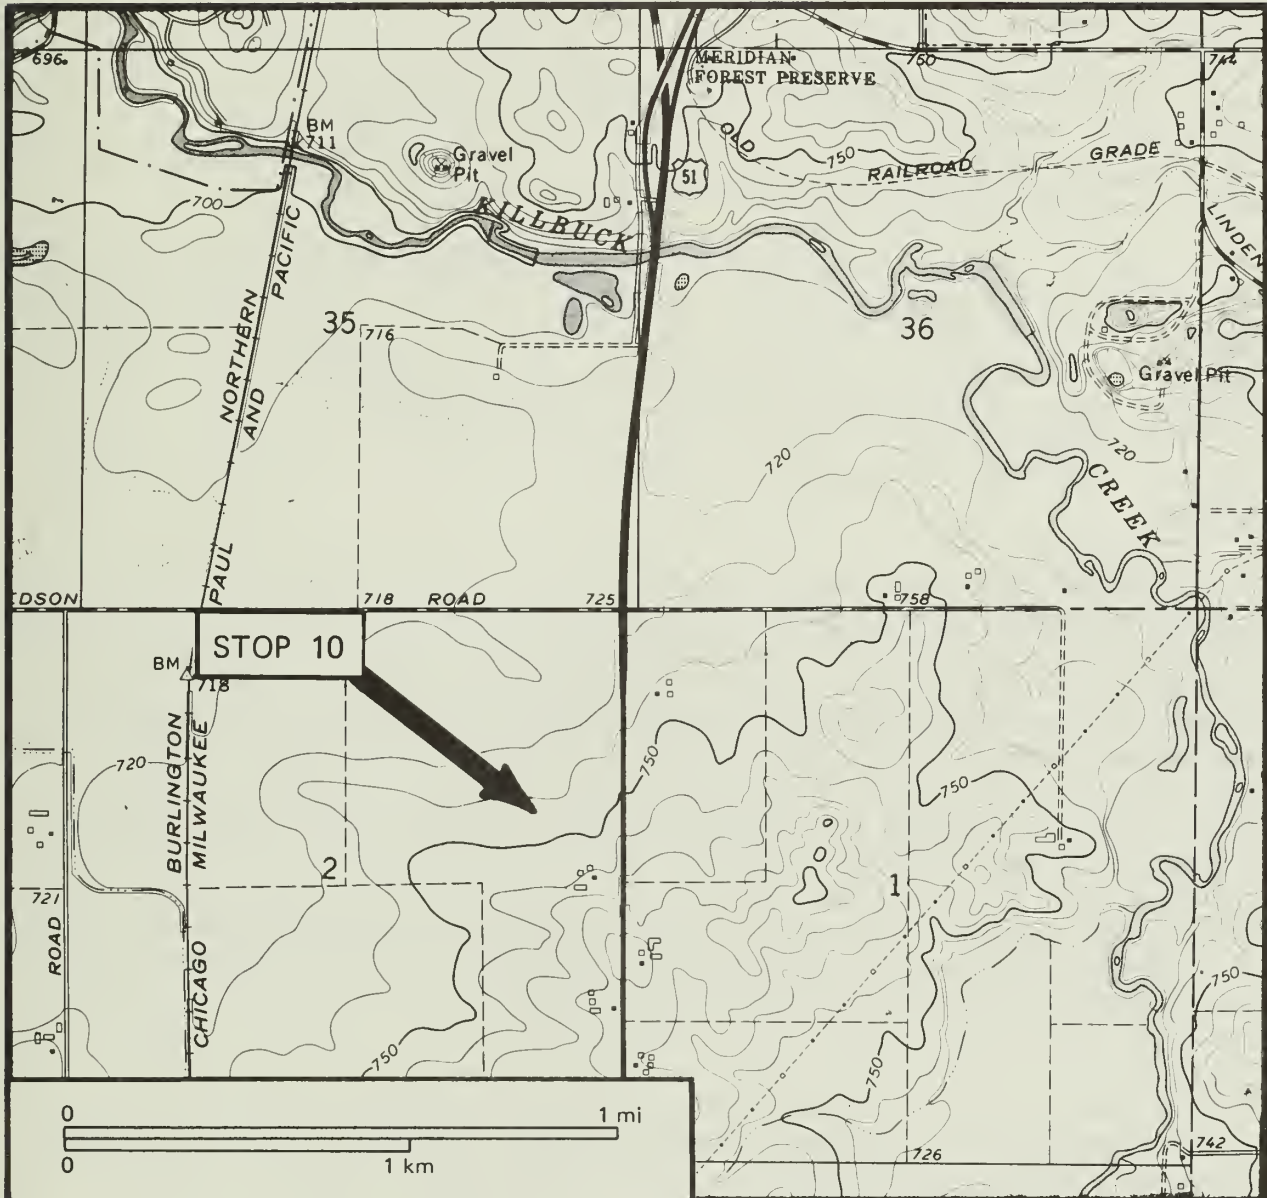 696
MERIDIAN
FOREST PRESERVE
750
744
BM
711
Gravel
Pit
OLD
RAILROAD
GRADE
750
51
KILLBUCK
700
LINDEN
NORTHERN
AND
PACIFIC
35
716
36
Gravel Pit
720
720
CREEK
PAUL
EDSON
718
ROAD
725
758
STOP 10
BM
718
BURLINGTON
MILWAUKEE
720
750
750
2
1
721
ROAD
CHICAGO
750
750
750
0
1 mi
0
1 km
726
742